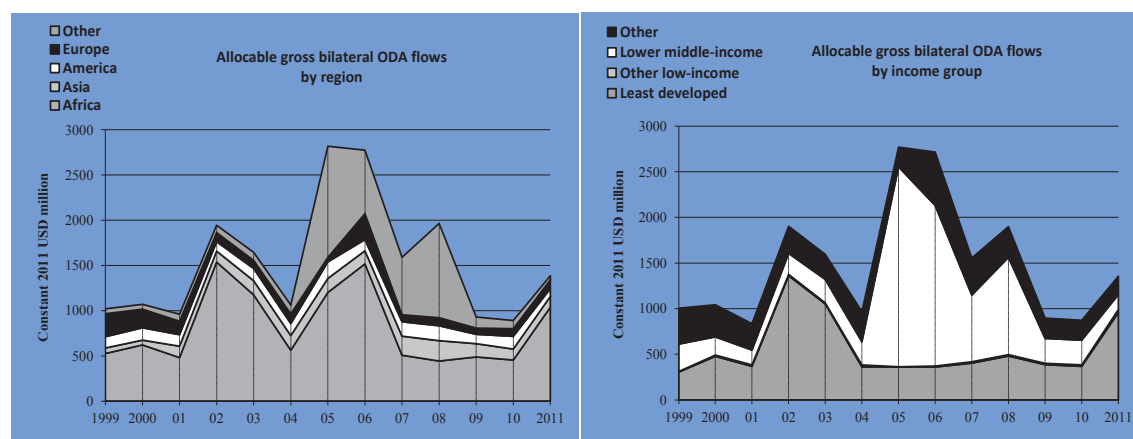 Other
Europe
America
Asia
Africa
Allocable gross bilateral ODA flows
by region
Constant 2011 USD million
3000
2500
2000
1500
1000
500
0
1999 2000 01 02 03 04 05 06 07 08 09 10 2011
Other
Lower middle-income
Other low-income
Least developed
Allocable gross bilateral ODA flows
by income group
Constant 2011 USD million
3000
2500
2000
1500
1000
500
0
1999 2000 01 02 03 04 05 06 07 08 09 10 2011